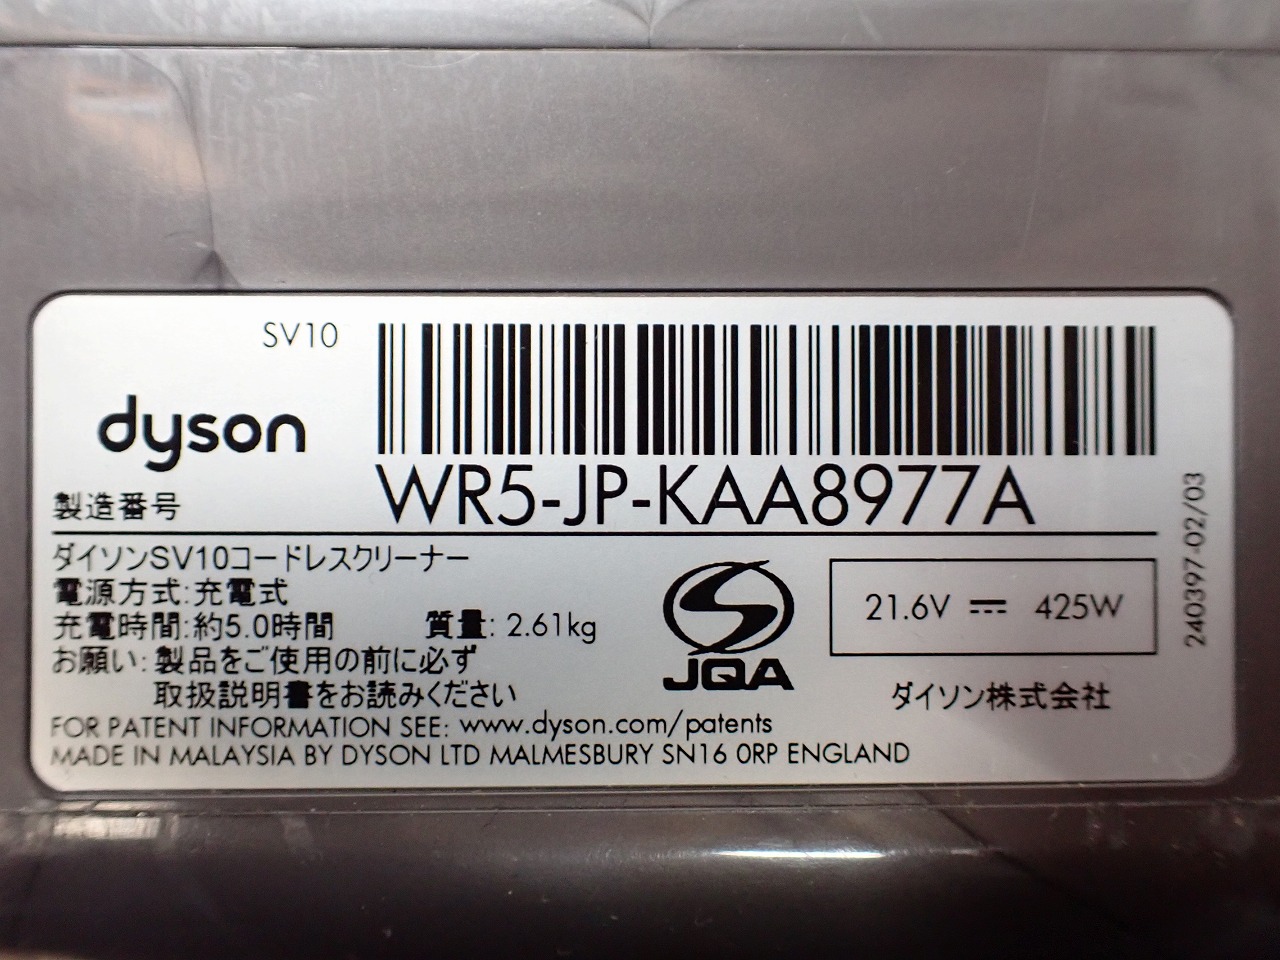 SV10
dyson
製造番号
WR5-JP-KAA8977A
ダイソンSV10コードレスクリーナー
電源方式:充電式
充電時間:約5.0時間 質量: 2.61kg
お願い: 製品をご使用の前に必ず
取扱説明書をお読みください
FOR PATENT INFORMATION SEE: www.dyson.com/patents
MADE IN MALAYSIA BY DYSON LTD MALMESBURY SN16 0RP ENGLAND
JQA
21.6V ⎓ 425W
ダイソン株式会社
240397-02/03